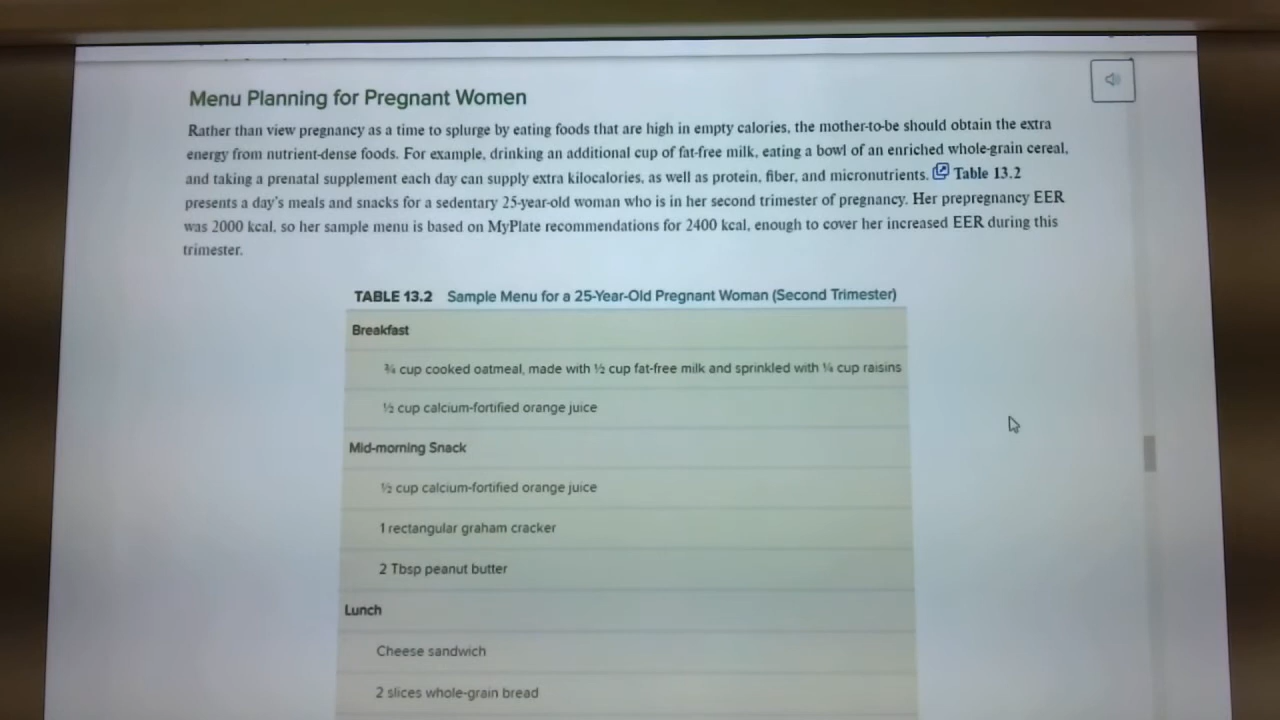 Menu Planning for Pregnant Women
Rather than view pregnancy as a time to splurge by eating foods that are high in empty calories, the mother-to-be should obtain the extra
energy from nutrient-dense foods. For example, drinking an additional cup of fat-free milk, eating a bowl of an enriched whole-grain cereal,
and taking a prenatal supplement each day can supply extra kilocalories, as well as protein, fiber, and micronutrients. Table 13.2
presents a day's meals and snacks for a sedentary 25-year-old woman who is in her second trimester of pregnancy. Her prepregnancy EER
was 2000 kcal, so her sample menu is based on MyPlate recommendations for 2400 kcal, enough to cover her increased EER during this
trimester.
TABLE 13.2 Sample Menu for a 25-Year-Old Pregnant Woman (Second Trimester)
Breakfast
¾ cup cooked oatmeal, made with ½ cup fat-free milk and sprinkled with ¼ cup raisins
½ cup calcium-fortified orange juice
Mid-morning Snack
½ cup calcium-fortified orange juice
1 rectangular graham cracker
2 Tbsp peanut butter
Lunch
Cheese sandwich
2 slices whole-grain bread